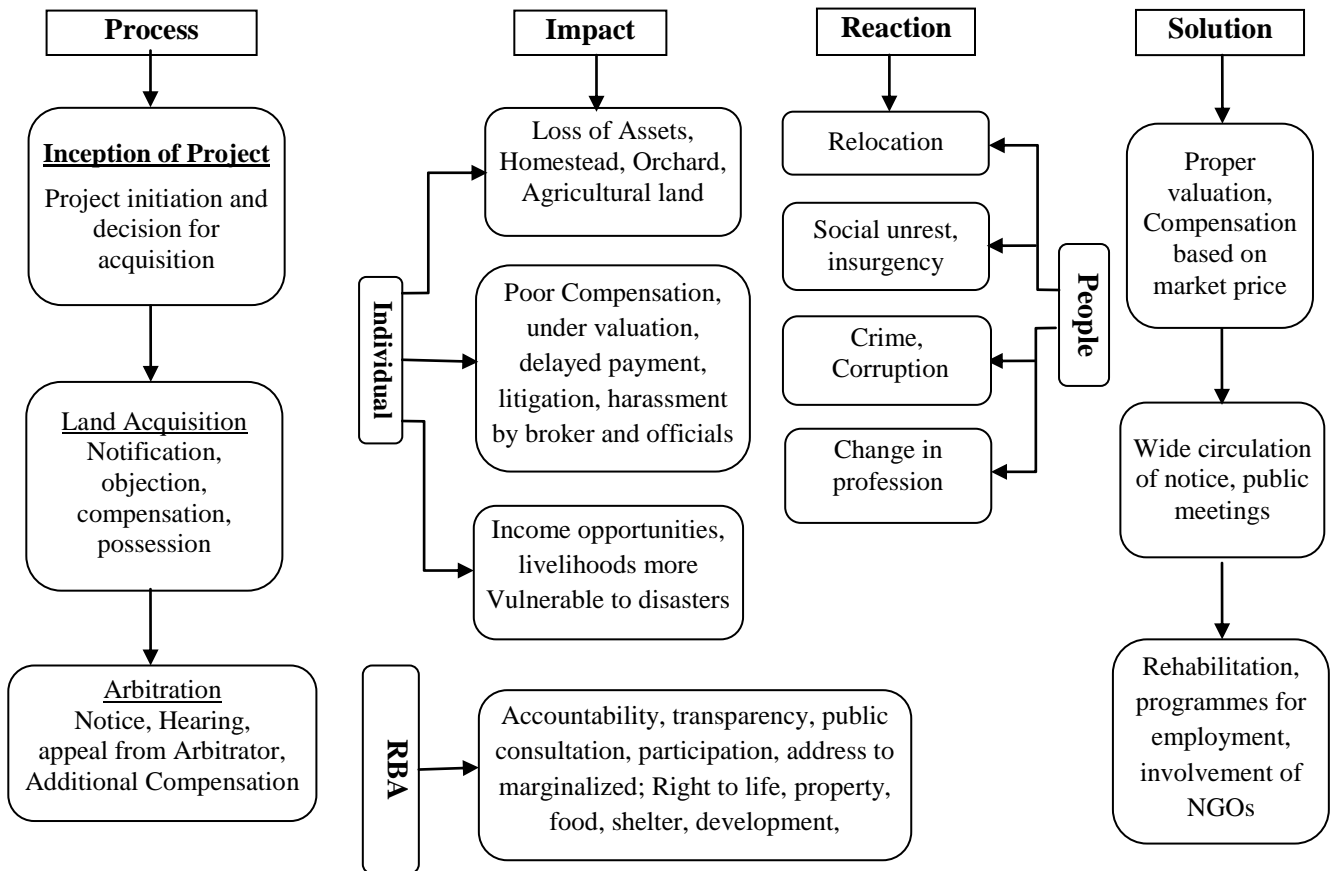 Process
Inception of Project
Project initiation and
decision for
acquisition
Land Acquisition
Notification,
objection,
compensation,
possession
Arbitration
Notice, Hearing,
appeal from Arbitrator,
Additional Compensation
Impact
Individual
Loss of Assets,
Homestead, Orchard,
Agricultural land
Poor Compensation,
under valuation,
delayed payment,
litigation, harassment
by broker and officials
Income opportunities,
livelihoods more
Vulnerable to disasters
RBA
Accountability, transparency, public
consultation, participation, address to
marginalized; Right to life, property,
food, shelter, development,
Reaction
Relocation
Social unrest,
insurgency
Crime,
Corruption
Change in
profession
People
Solution
Proper
valuation,
Compensation
based on
market price
Wide circulation
of notice, public
meetings
Rehabilitation,
programmes for
employment,
involvement of
NGOs